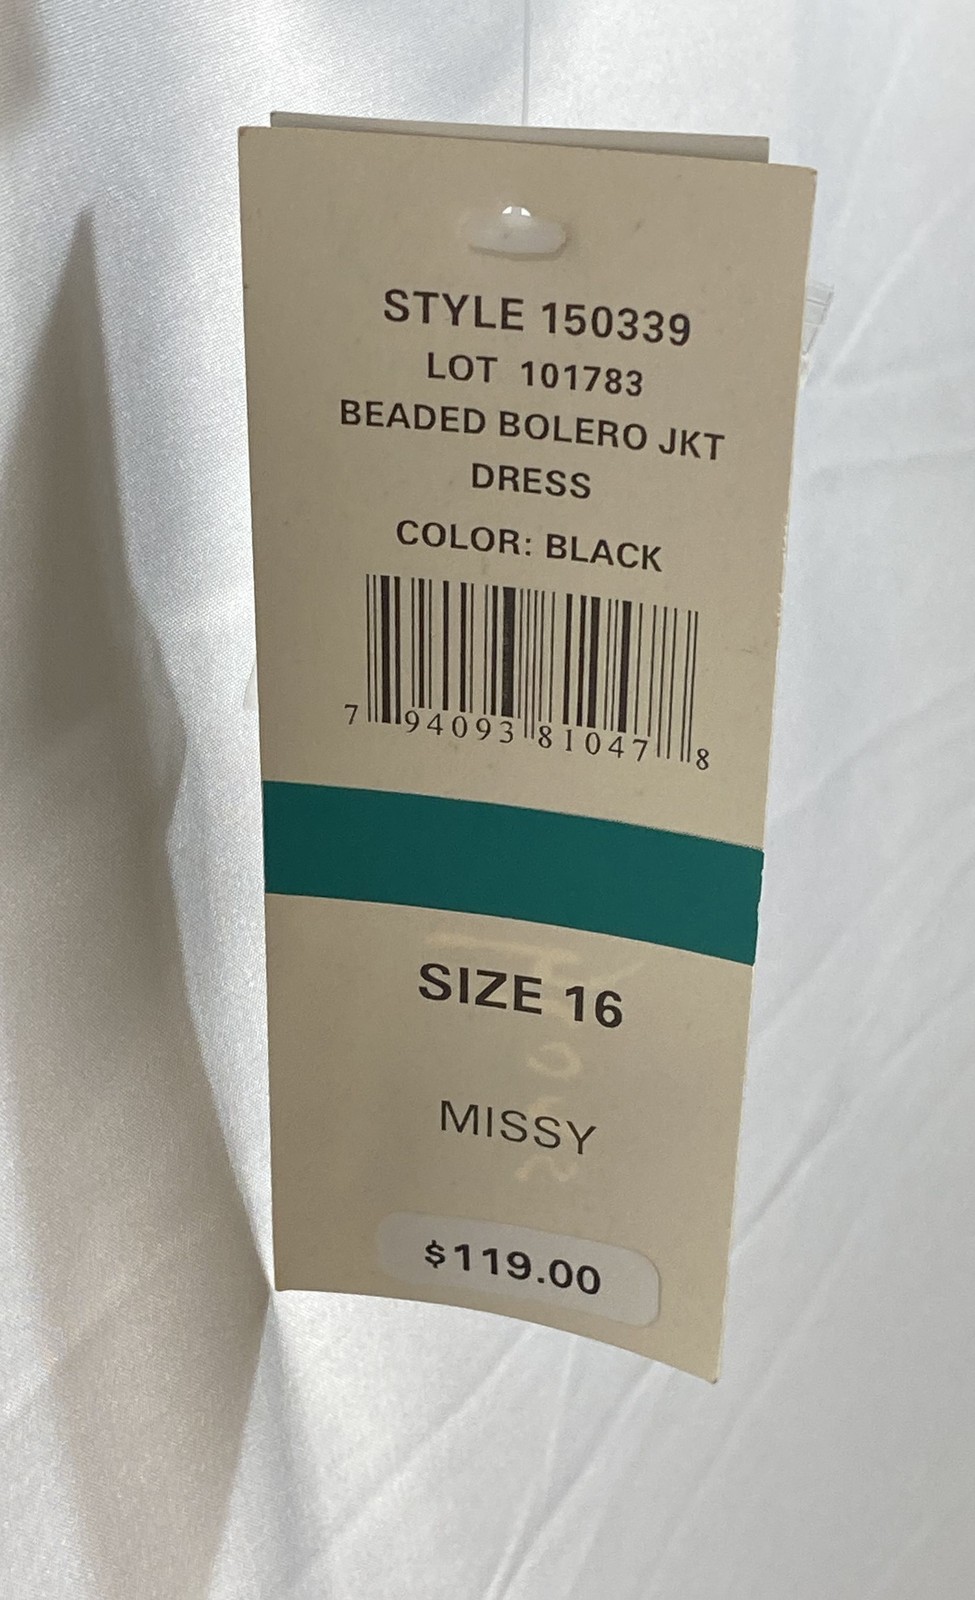 STYLE 150339
LOT 101783
BEADED BOLERO JKT
DRESS
COLOR: BLACK
7 94093 81047 8
SIZE 16
MISSY
$119.00